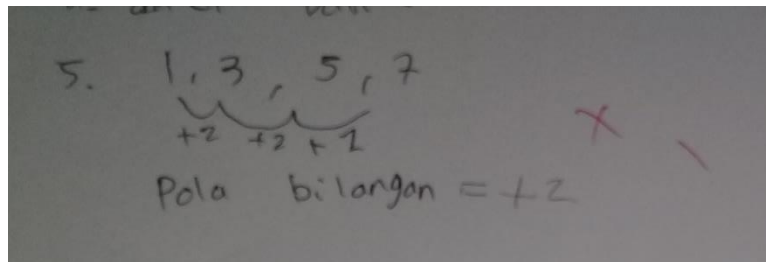 5. 1, 3, 5, 7
+2 +2 +2
Pola bilangan = +2